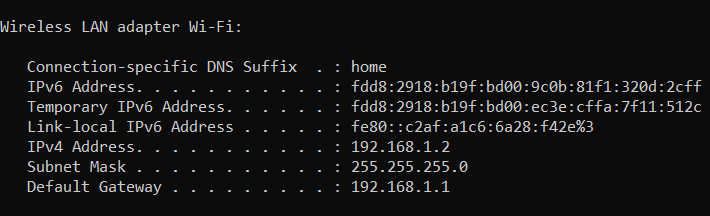 Wireless LAN adapter Wi-Fi:
Connection-specific DNS Suffix  . : home
IPv6 Address. . . . . . . . . . . : fdd8:2918:b19f:bd00:9c0b:81f1:320d:2cff
Temporary IPv6 Address. . . . . . : fdd8:2918:b19f:bd00:ec3e:cffa:7f11:512c
Link-local IPv6 Address . . . . . : fe80::c2af:a1c6:6a28:f42e%3
IPv4 Address. . . . . . . . . . . : 192.168.1.2
Subnet Mask . . . . . . . . . . . : 255.255.255.0
Default Gateway . . . . . . . . . : 192.168.1.1